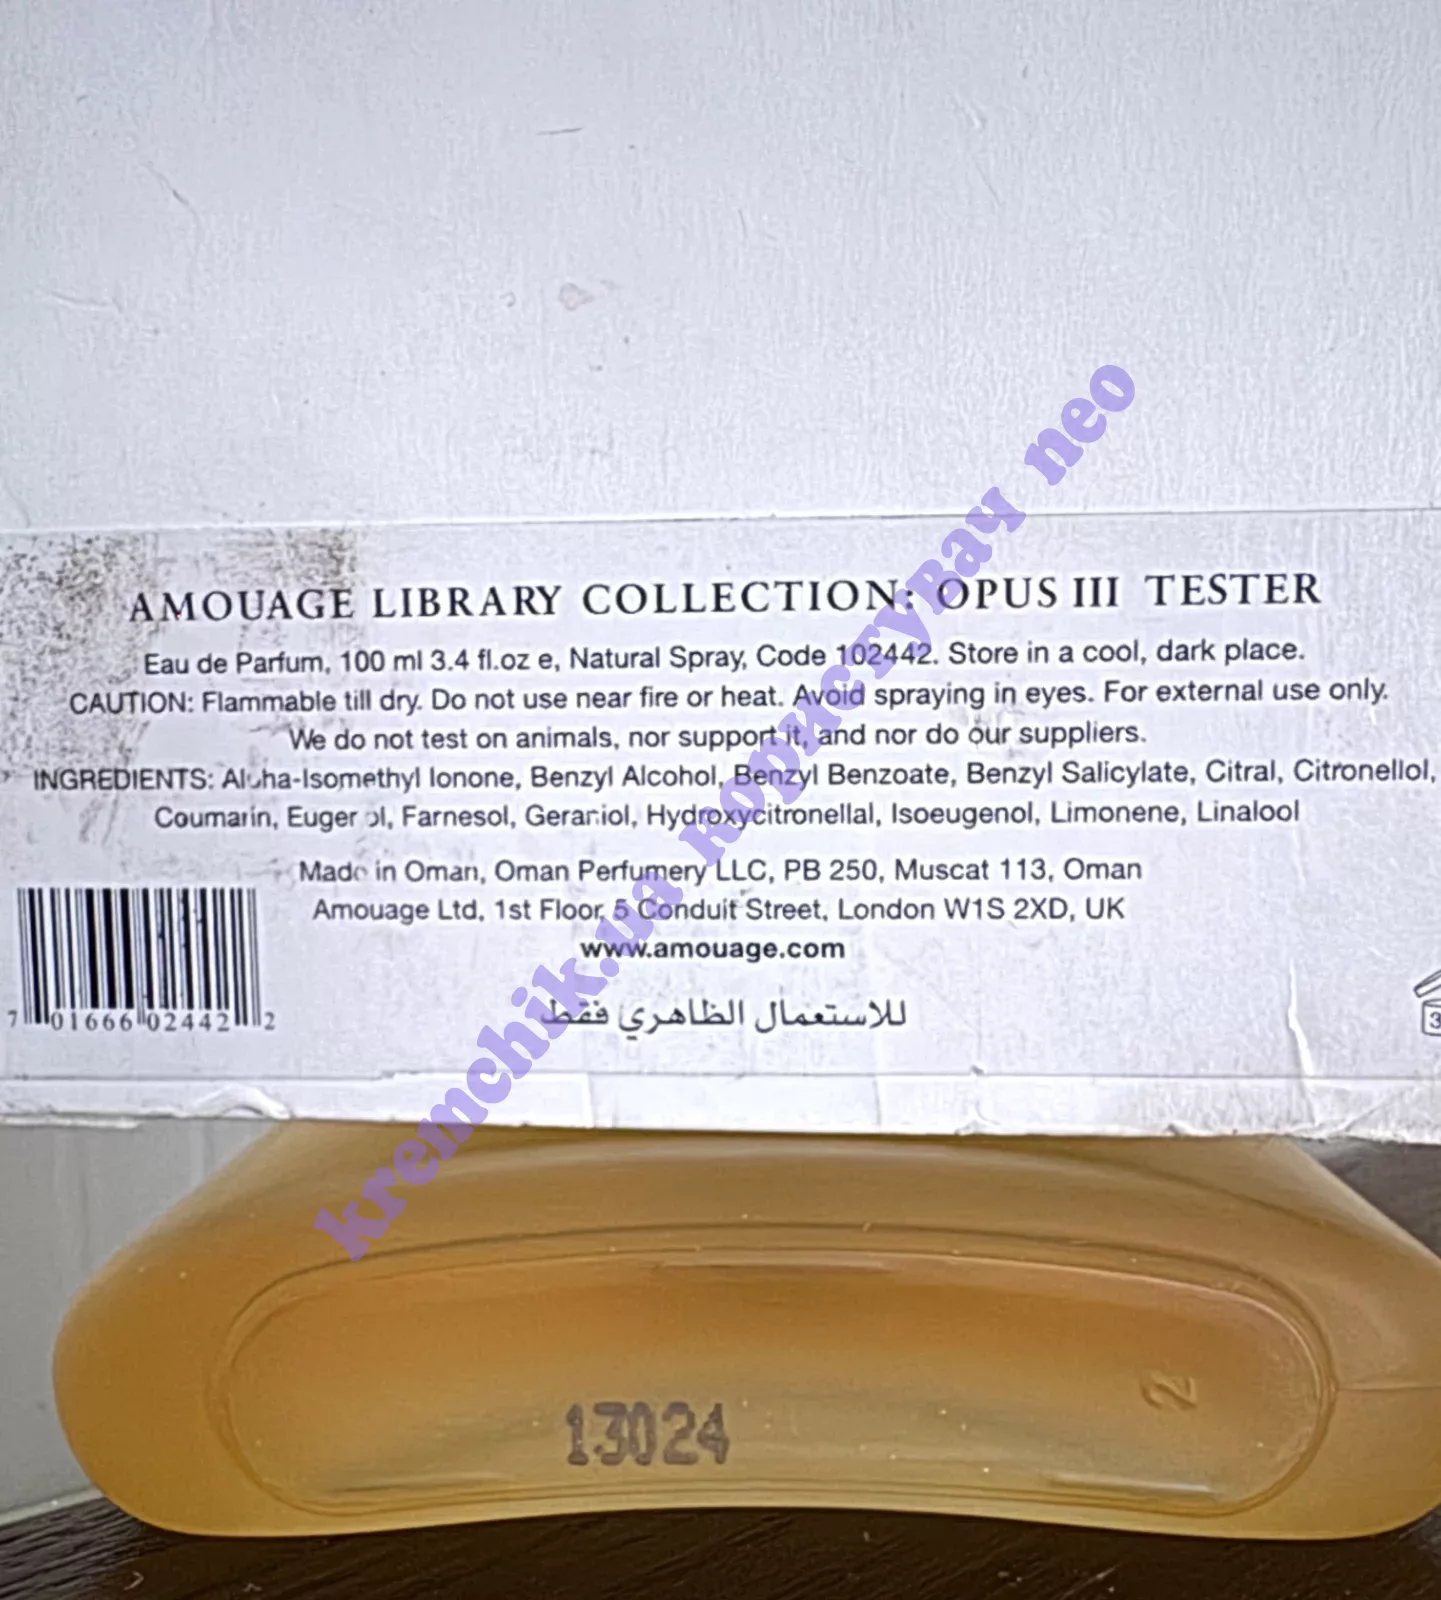 AMOUAGE LIBRARY COLLECTION: OPUS III TESTER
Eau de Parfum, 100 ml 3.4 fl.oz e, Natural Spray, Code 102442. Store in a cool, dark place.
CAUTION: Flammable till dry. Do not use near fire or heat. Avoid spraying in eyes. For external use only.
We do not test on animals, nor support it, and nor do our suppliers.
INGREDIENTS: Alpha-Isomethyl Ionone, Benzyl Alcohol, Benzyl Benzoate, Benzyl Salicylate, Citral, Citronellol,
Coumarin, Eugenol, Farnesol, Geraniol, Hydroxycitronellal, Isoeugenol, Limonene, Linalool
Made in Oman, Oman Perfumery LLC, PB 250, Muscat 113, Oman
Amouage Ltd, 1st Floor, 5 Conduit Street, London W1S 2XD, UK
www.amouage.com
للاستعمال الظاهري فقط
7 01666 02442 2
3
kremchik.ua користувач neo
13024
2